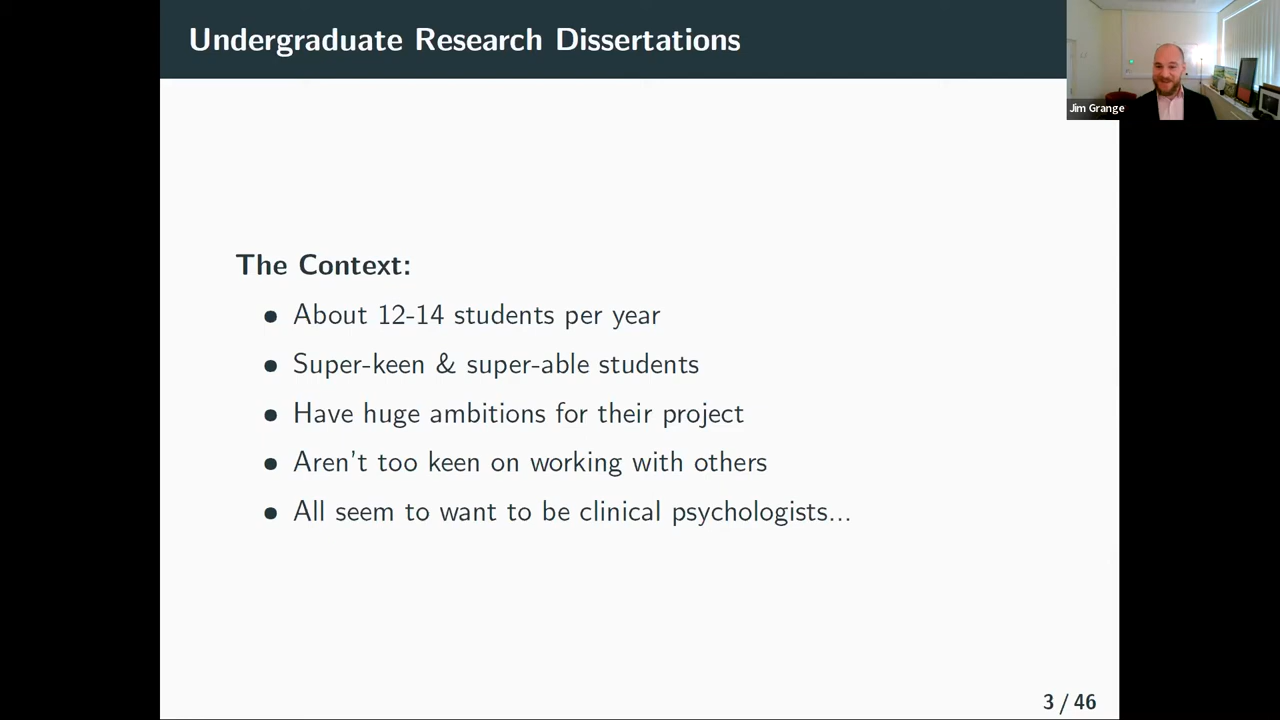 Undergraduate Research Dissertations
Jim Grange
The Context:
• About 12-14 students per year
• Super-keen & super-able students
• Have huge ambitions for their project
• Aren't too keen on working with others
• All seem to want to be clinical psychologists...
3 / 46